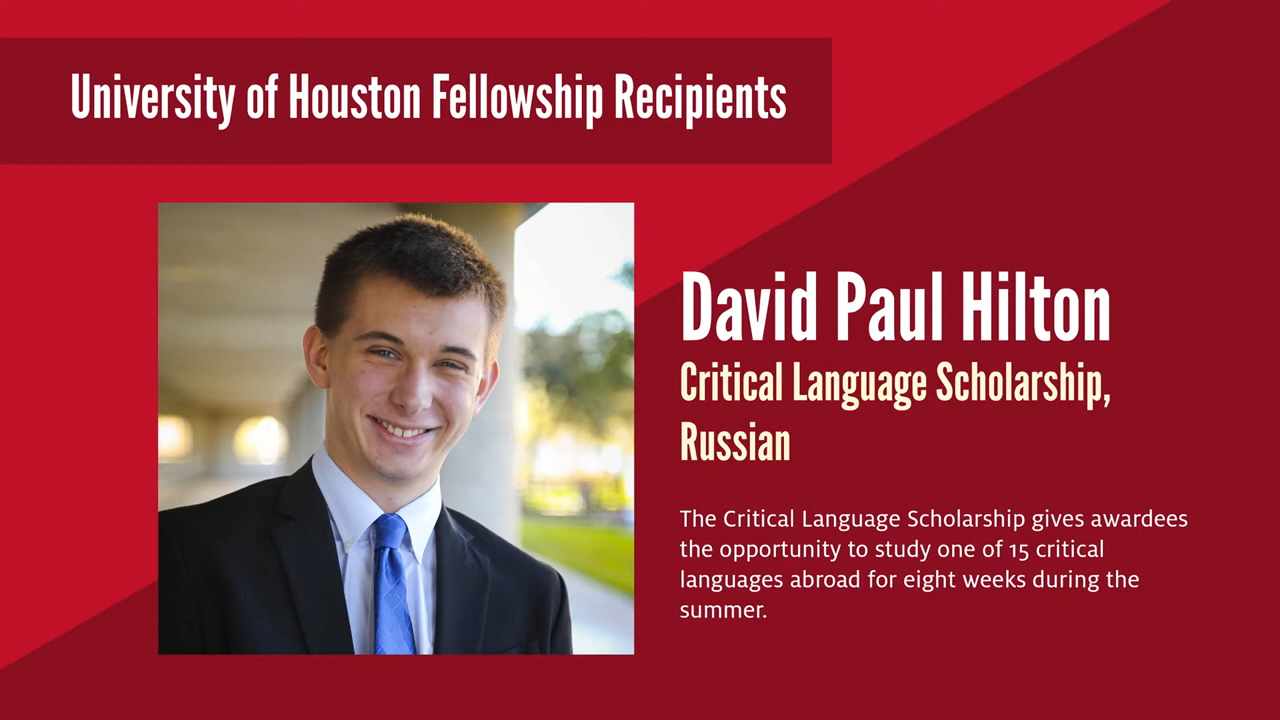 University of Houston Fellowship Recipients
David Paul Hilton
Critical Language Scholarship,
Russian
The Critical Language Scholarship gives awardees
the opportunity to study one of 15 critical
languages abroad for eight weeks during the
summer.